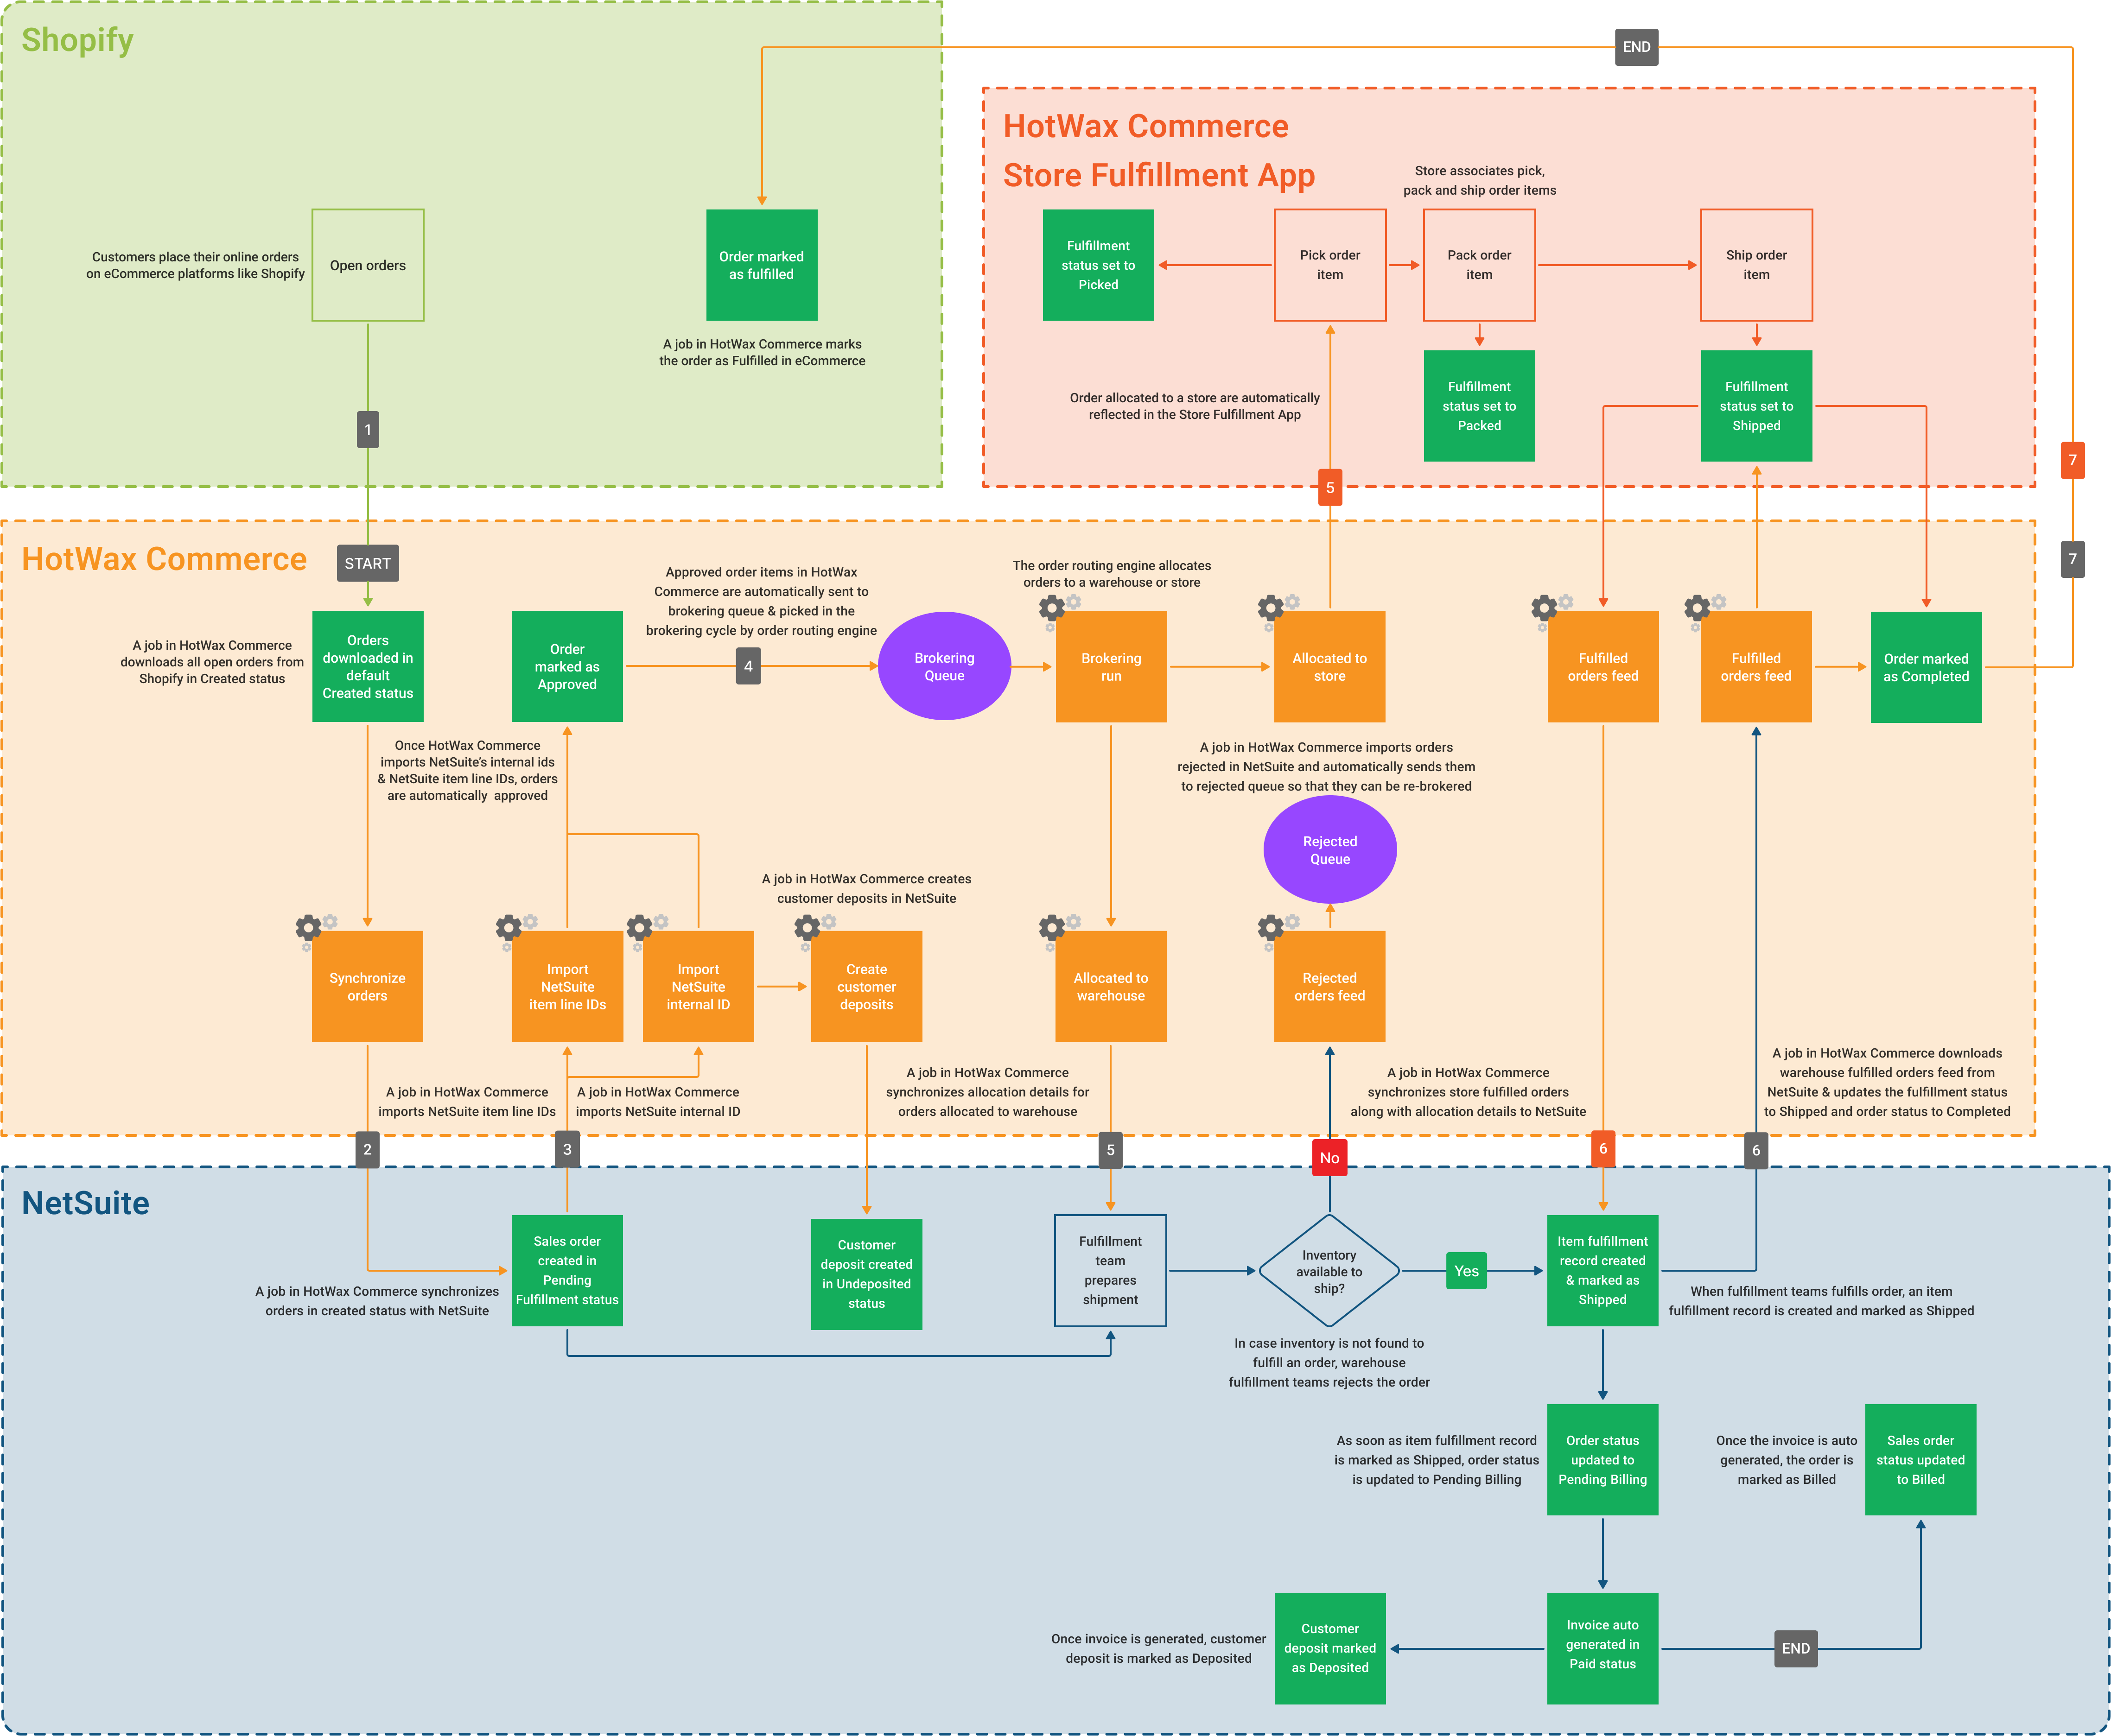 Shopify
END
Customers place their online orders
on eCommerce platforms like Shopify
Open orders
Order marked
as fulfilled
A job in HotWax Commerce marks
the order as Fulfilled in eCommerce
1
HotWax Commerce
Store Fulfillment App
Store associates pick,
pack and ship order items
Fulfillment
status set to
Picked
Pick order
item
Pack order
item
Ship order
item
Order allocated to a store are automatically
reflected in the Store Fulfillment App
Fulfillment
status set to
Packed
Fulfillment
status set to
Shipped
5
7
7
HotWax Commerce
START
A job in HotWax Commerce
downloads all open orders from
Shopify in Created status
Orders
downloaded in
default
Created status
Order
marked as
Approved
Approved order items in HotWax
Commerce are automatically sent to
brokering queue & picked in the
brokering cycle by order routing engine
4
Brokering
Queue
The order routing engine allocates
orders to a warehouse or store
Brokering
run
Allocated to
store
Fulfilled
orders feed
Fulfilled
orders feed
Order marked
as Completed
Once HotWax Commerce
imports NetSuite's internal ids
& NetSuite item line IDs, orders
are automatically approved
A job in HotWax Commerce imports orders
rejected in NetSuite and automatically sends them
to rejected queue so that they can be re-brokered
Rejected
Queue
A job in HotWax Commerce creates
customer deposits in NetSuite
Synchronize
orders
Import
NetSuite
item line IDs
Import
NetSuite
internal ID
Create
customer
deposits
Allocated to
warehouse
Rejected
orders feed
A job in HotWax Commerce
imports NetSuite item line IDs
A job in HotWax Commerce
imports NetSuite internal ID
A job in HotWax Commerce
synchronizes allocation details for
orders allocated to warehouse
A job in HotWax Commerce
synchronizes store fulfilled orders
along with allocation details to NetSuite
A job in HotWax Commerce downloads
warehouse fulfilled orders feed from
NetSuite & updates the fulfillment status
to Shipped and order status to Completed
2
3
5
No
6
6
NetSuite
A job in HotWax Commerce synchronizes
orders in created status with NetSuite
Sales order
created in
Pending
Fulfillment status
Customer
deposit created
in Undeposited
status
Fulfillment
team
prepares
shipment
Inventory
available to
ship?
Yes
Item fulfillment
record created
& marked as
Shipped
When fulfillment teams fulfills order, an item
fulfillment record is created and marked as Shipped
In case inventory is not found to
fulfill an order, warehouse
fulfillment teams rejects the order
As soon as item fulfillment record
is marked as Shipped, order status
is updated to Pending Billing
Order status
updated to
Pending Billing
Once the invoice is auto
generated, the order is
marked as Billed
Sales order
status updated
to Billed
Once invoice is generated, customer
deposit is marked as Deposited
Customer
deposit marked
as Deposited
Invoice auto
generated in
Paid status
END